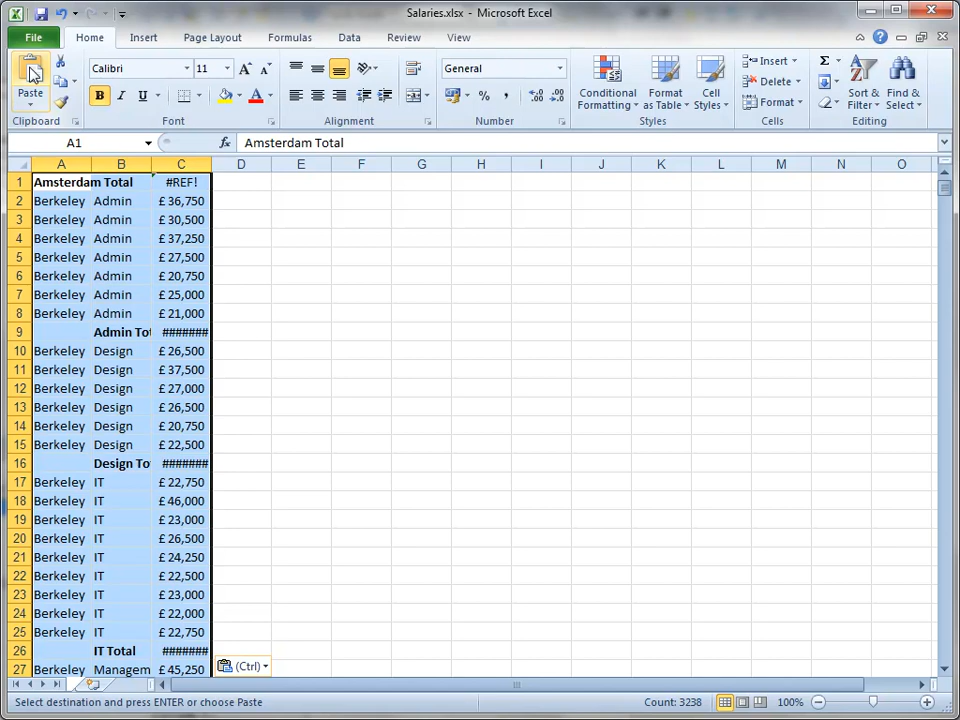 Salaries.xlsx - Microsoft Excel
File Home Insert Page Layout Formulas Data Review View
Calibri 11 General Insert
Paste Conditional Formatting Format as Table Cell Styles Delete Format Sort & Filter Find & Select
Clipboard Font Alignment Number Styles Cells Editing
A1 fx Amsterdam Total
A B C D E F G H I J K L M N O
1 Amsterdam Total #REF!
2 Berkeley Admin £ 36,750
3 Berkeley Admin £ 30,500
4 Berkeley Admin £ 37,250
5 Berkeley Admin £ 27,500
6 Berkeley Admin £ 20,750
7 Berkeley Admin £ 25,000
8 Berkeley Admin £ 21,000
9 Admin Tot #######
10 Berkeley Design £ 26,500
11 Berkeley Design £ 37,500
12 Berkeley Design £ 27,000
13 Berkeley Design £ 26,500
14 Berkeley Design £ 20,750
15 Berkeley Design £ 22,500
16 Design To #######
17 Berkeley IT £ 22,750
18 Berkeley IT £ 46,000
19 Berkeley IT £ 23,000
20 Berkeley IT £ 26,500
21 Berkeley IT £ 24,250
22 Berkeley IT £ 22,500
23 Berkeley IT £ 23,000
24 Berkeley IT £ 22,000
25 Berkeley IT £ 22,750
26 IT Total #######
27 Berkeley Managem £ 45,250
(Ctrl)
Select destination and press ENTER or choose Paste Count: 3238 100%